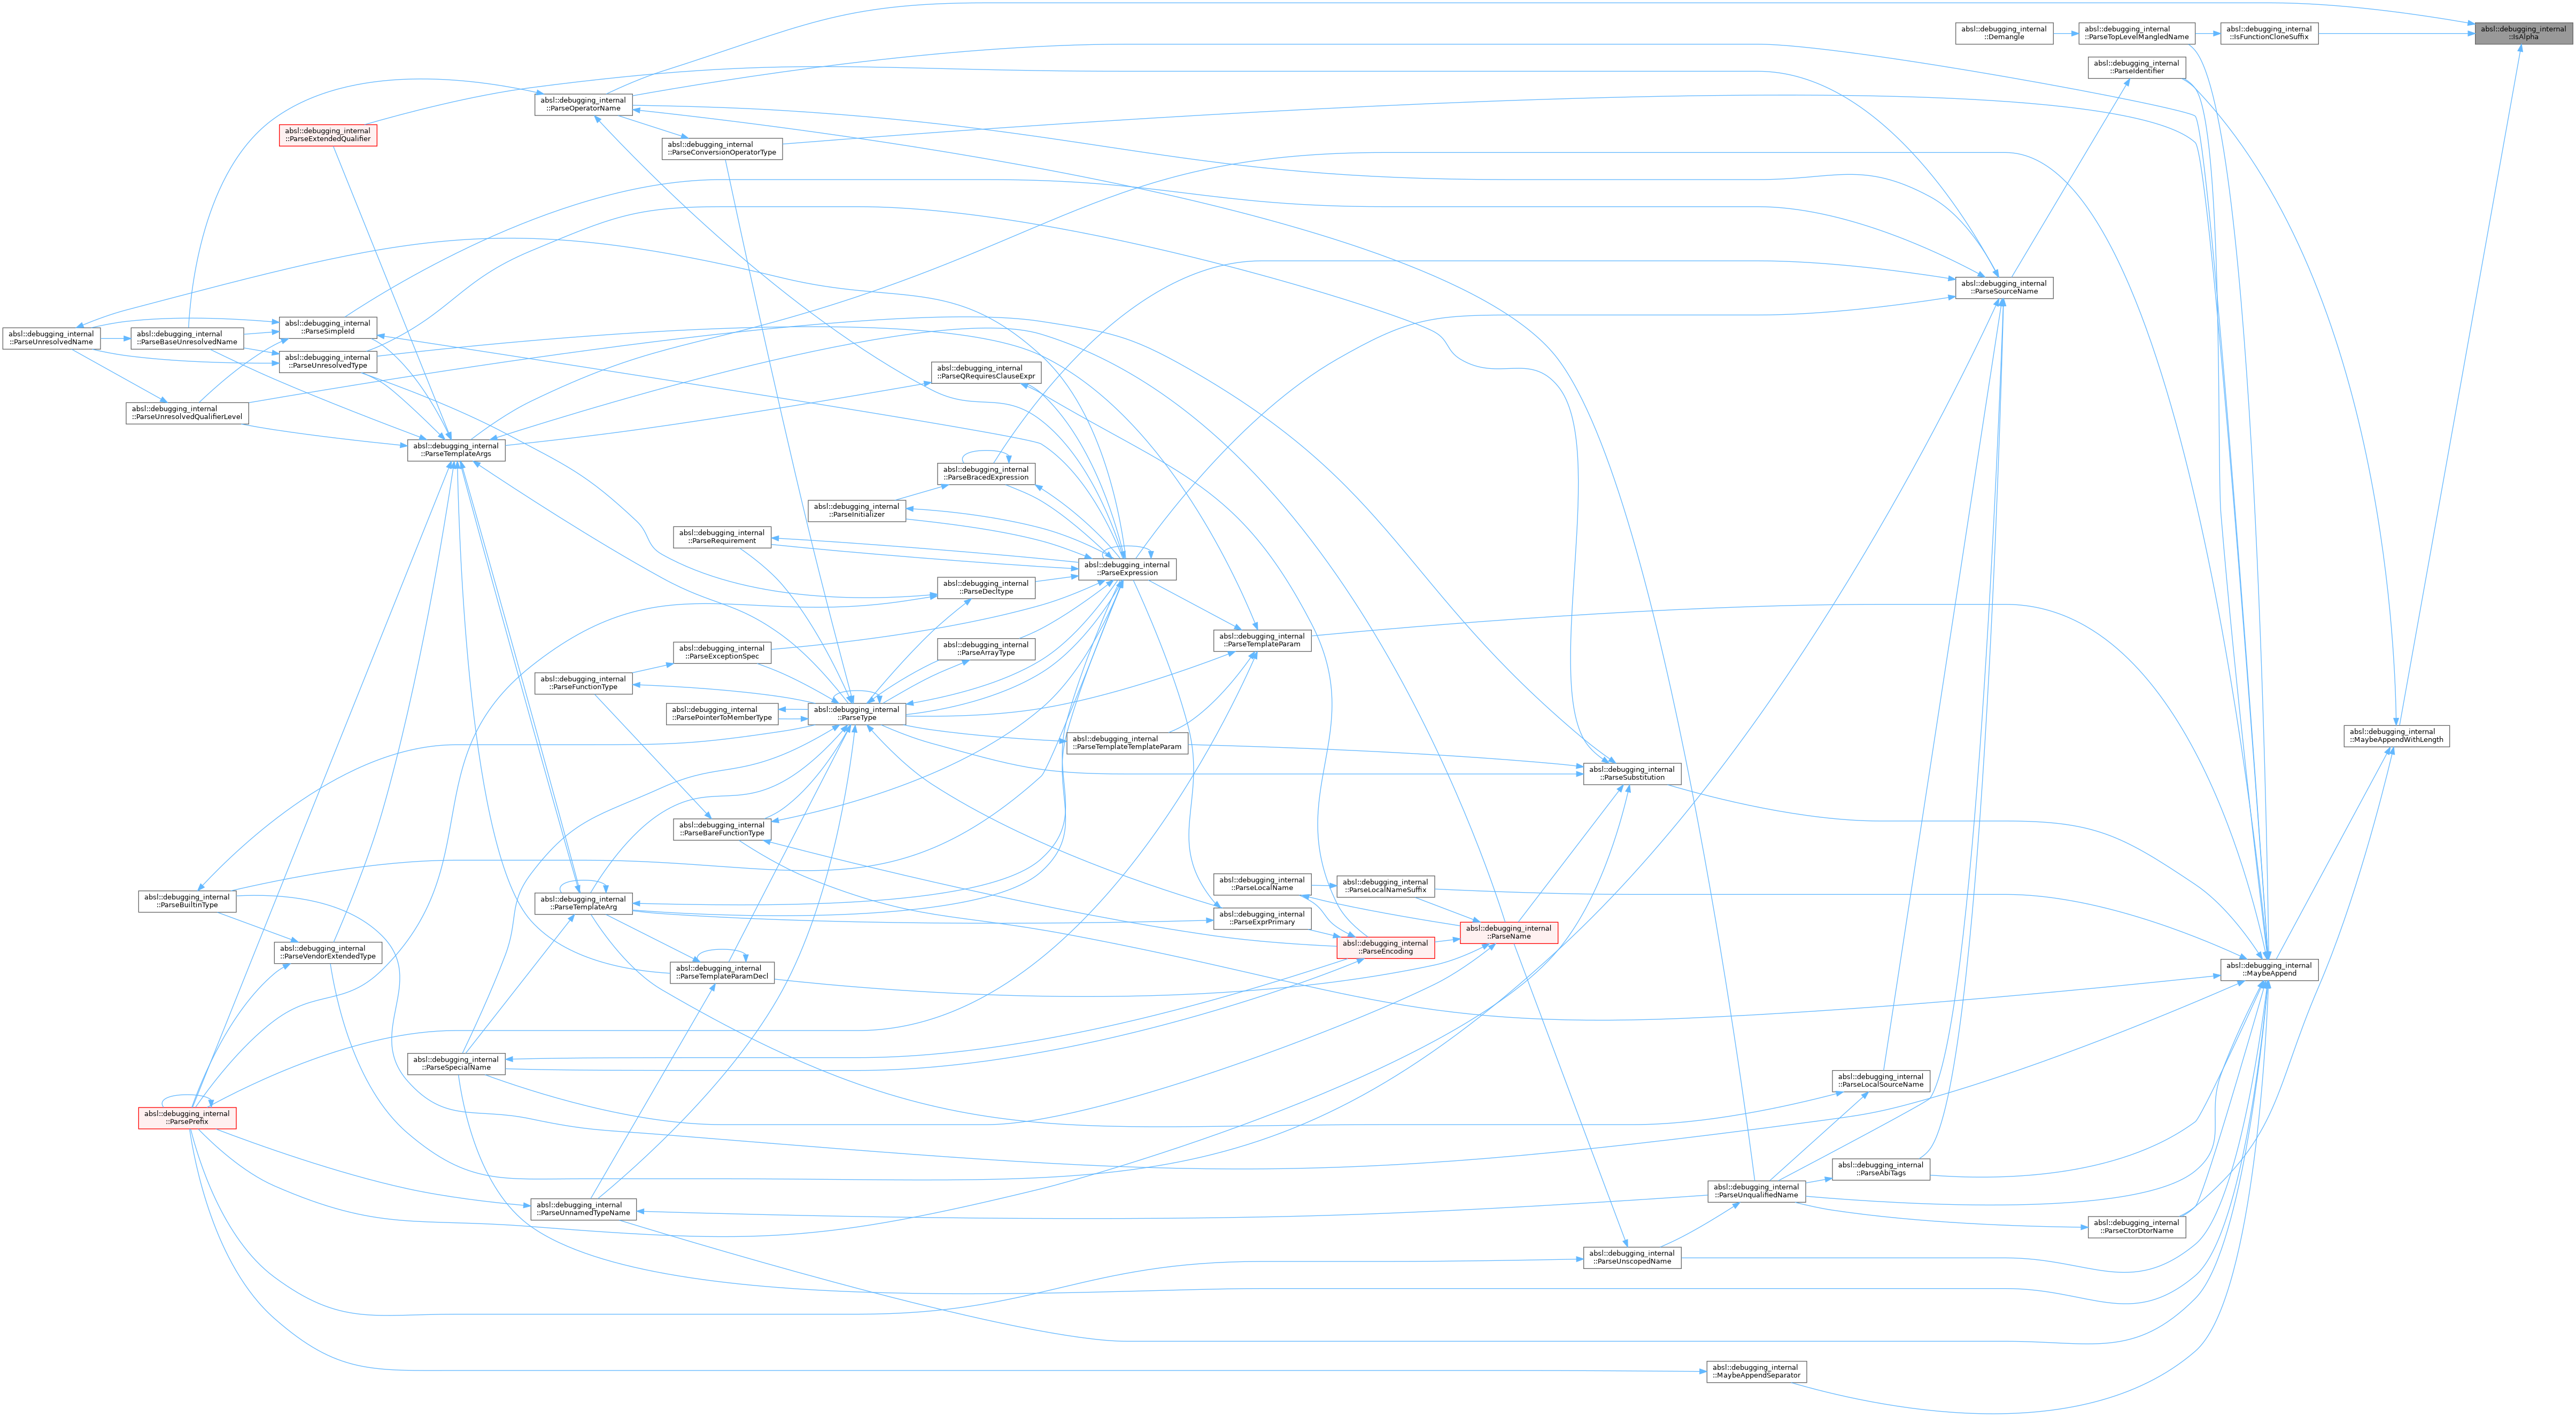 absl::debugging_internal
::IsAlpha
absl::debugging_internal
::IsFunctionCloneSuffix
absl::debugging_internal
::ParseTopLevelMangledName
absl::debugging_internal
::Demangle
absl::debugging_internal
::ParseIdentifier
absl::debugging_internal
::ParseOperatorName
absl::debugging_internal
::ParseExtendedQualifier
absl::debugging_internal
::ParseConversionOperatorType
absl::debugging_internal
::ParseSourceName
absl::debugging_internal
::ParseSimpleId
absl::debugging_internal
::ParseUnresolvedName
absl::debugging_internal
::ParseBaseUnresolvedName
absl::debugging_internal
::ParseUnresolvedType
absl::debugging_internal
::ParseQRequiresClauseExpr
absl::debugging_internal
::ParseUnresolvedQualifierLevel
absl::debugging_internal
::ParseTemplateArgs
absl::debugging_internal
::ParseBracedExpression
absl::debugging_internal
::ParseInitializer
absl::debugging_internal
::ParseRequirement
absl::debugging_internal
::ParseExpression
absl::debugging_internal
::ParseDecltype
absl::debugging_internal
::ParseTemplateParam
absl::debugging_internal
::ParseArrayType
absl::debugging_internal
::ParseExceptionSpec
absl::debugging_internal
::ParseFunctionType
absl::debugging_internal
::ParsePointerToMemberType
absl::debugging_internal
::ParseType
absl::debugging_internal
::ParseTemplateTemplateParam
absl::debugging_internal
::MaybeAppendWithLength
absl::debugging_internal
::ParseSubstitution
absl::debugging_internal
::ParseBareFunctionType
absl::debugging_internal
::ParseLocalName
absl::debugging_internal
::ParseLocalNameSuffix
absl::debugging_internal
::ParseBuiltinType
absl::debugging_internal
::ParseTemplateArg
absl::debugging_internal
::ParseExprPrimary
absl::debugging_internal
::ParseName
absl::debugging_internal
::ParseEncoding
absl::debugging_internal
::ParseVendorExtendedType
absl::debugging_internal
::ParseTemplateParamDecl
absl::debugging_internal
::MaybeAppend
absl::debugging_internal
::ParseSpecialName
absl::debugging_internal
::ParseLocalSourceName
absl::debugging_internal
::ParsePrefix
absl::debugging_internal
::ParseAbiTags
absl::debugging_internal
::ParseUnqualifiedName
absl::debugging_internal
::ParseUnnamedTypeName
absl::debugging_internal
::ParseCtorDtorName
absl::debugging_internal
::ParseUnscopedName
absl::debugging_internal
::MaybeAppendSeparator